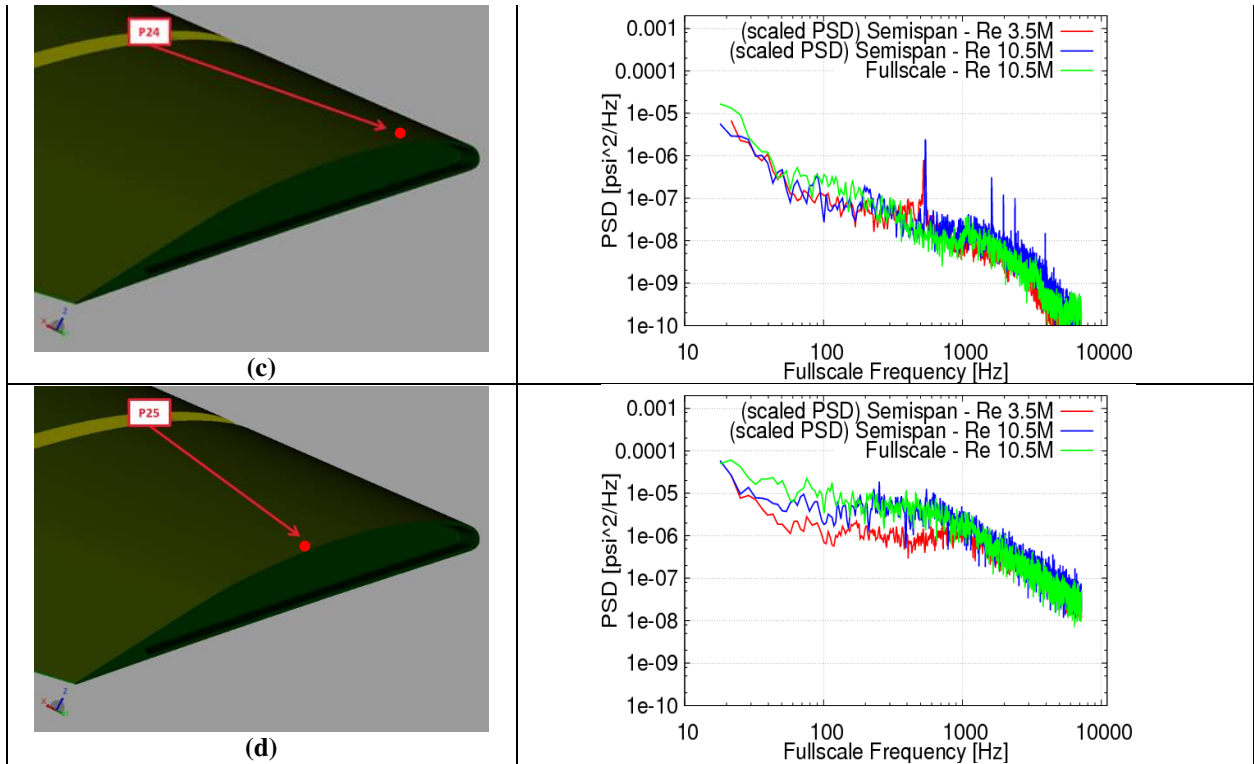 P24
(scaled PSD) Semispan - Re 3.5M
(scaled PSD) Semispan - Re 10.5M
Fullscale - Re 10.5M
0.001
0.0001
1e-05
1e-06
1e-07
1e-08
1e-09
1e-10
PSD [psi^2/Hz]
10 100 1000 10000
Fullscale Frequency [Hz]
X Z
(c)
P25
(scaled PSD) Semispan - Re 3.5M
(scaled PSD) Semispan - Re 10.5M
Fullscale - Re 10.5M
0.001
0.0001
1e-05
1e-06
1e-07
1e-08
1e-09
1e-10
PSD [psi^2/Hz]
10 100 1000 10000
Fullscale Frequency [Hz]
X Z
(d)